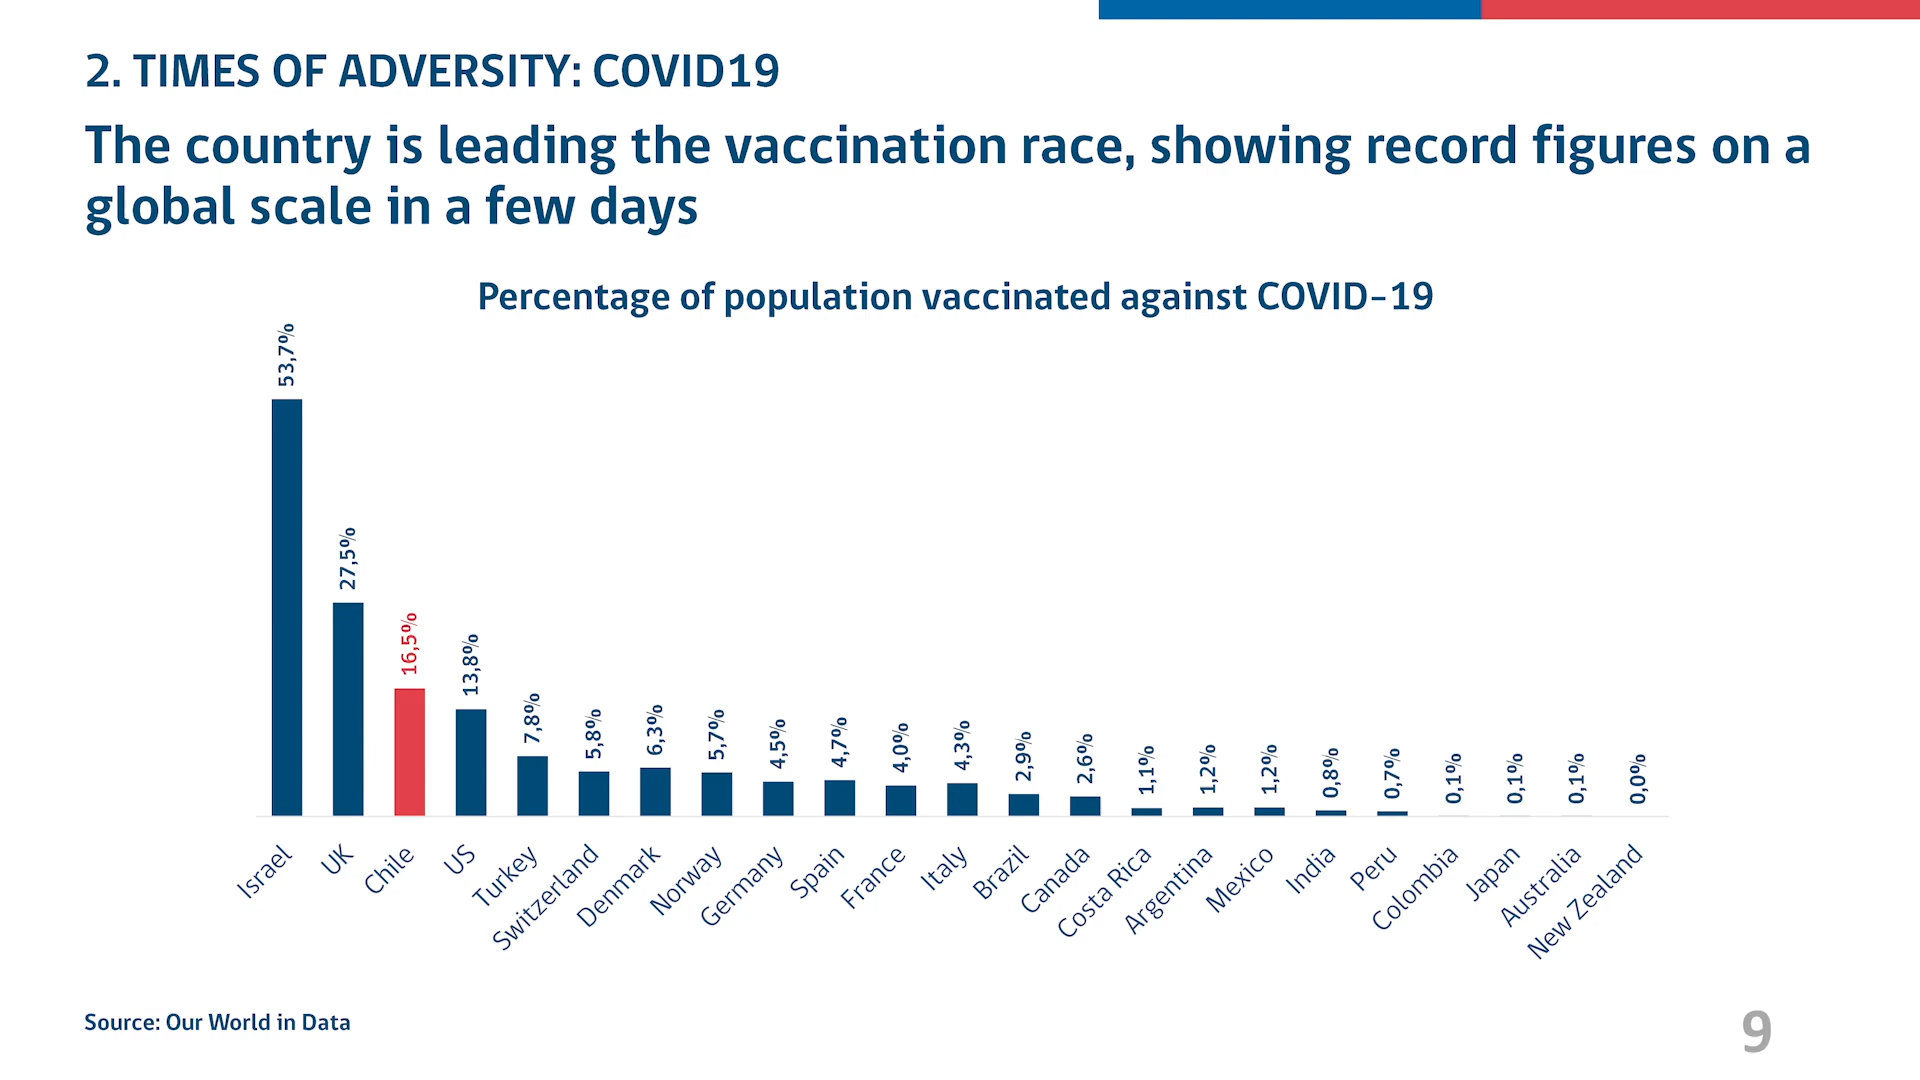 2. TIMES OF ADVERSITY: COVID19
The country is leading the vaccination race, showing record figures on a
global scale in a few days
Percentage of population vaccinated against COVID-19
53,7%
27,5%
16,5%
13,8%
7,8%
5,8%
6,3%
5,7%
4,5%
4,7%
4,0%
4,3%
2,9%
2,6%
1,1%
1,2%
1,2%
0,8%
0,7%
0,1%
0,1%
0,1%
0,0%
Israel
UK
Chile
US
Turkey
Switzerland
Denmark
Norway
Germany
Spain
France
Italy
Brazil
Canada
Costa Rica
Argentina
Mexico
India
Peru
Colombia
Japan
Australia
New Zealand
Source: Our World in Data
9